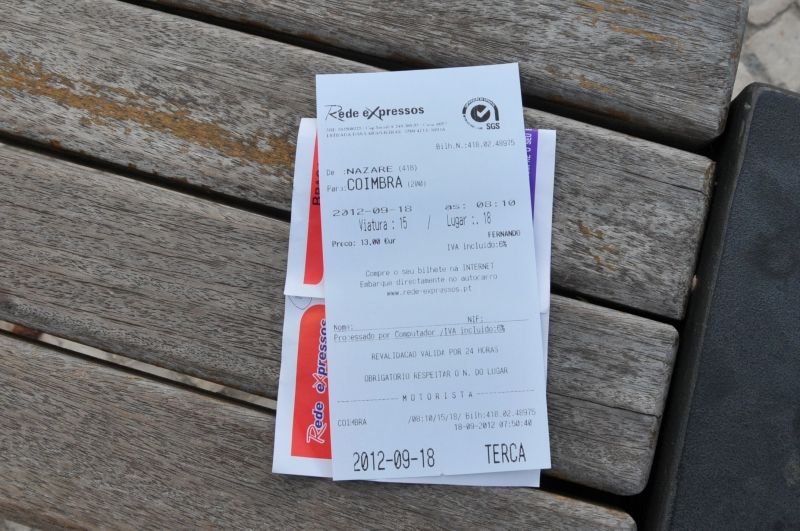 Rede eXpressos
SGS
Bilh.N.:418.02.48975
De :NAZARE (418)
Para:COIMBRA (200)
2012-09-18 às: 08:10
Viatura : 15 / Lugar :. 18
FERNANDO
Preco: 13,00 Eur IVA incluido:6%
Compre o seu bilhete na INTERNET
Embarque directamente no autocarro
www.rede-expressos.pt
Nome: NIF:
Processado por Computador /IVA incluido:6%
REVALIDACAO VALIDA POR 24 HORAS
OBRIGATORIO RESPEITAR O N. DO LUGAR
M O T O R I S T A
COIMBRA /08:10/15/18/ Bilh:418.02.48975
18-09-2012 07:50:40
2012-09-18 TERCA
Rede eXpressos